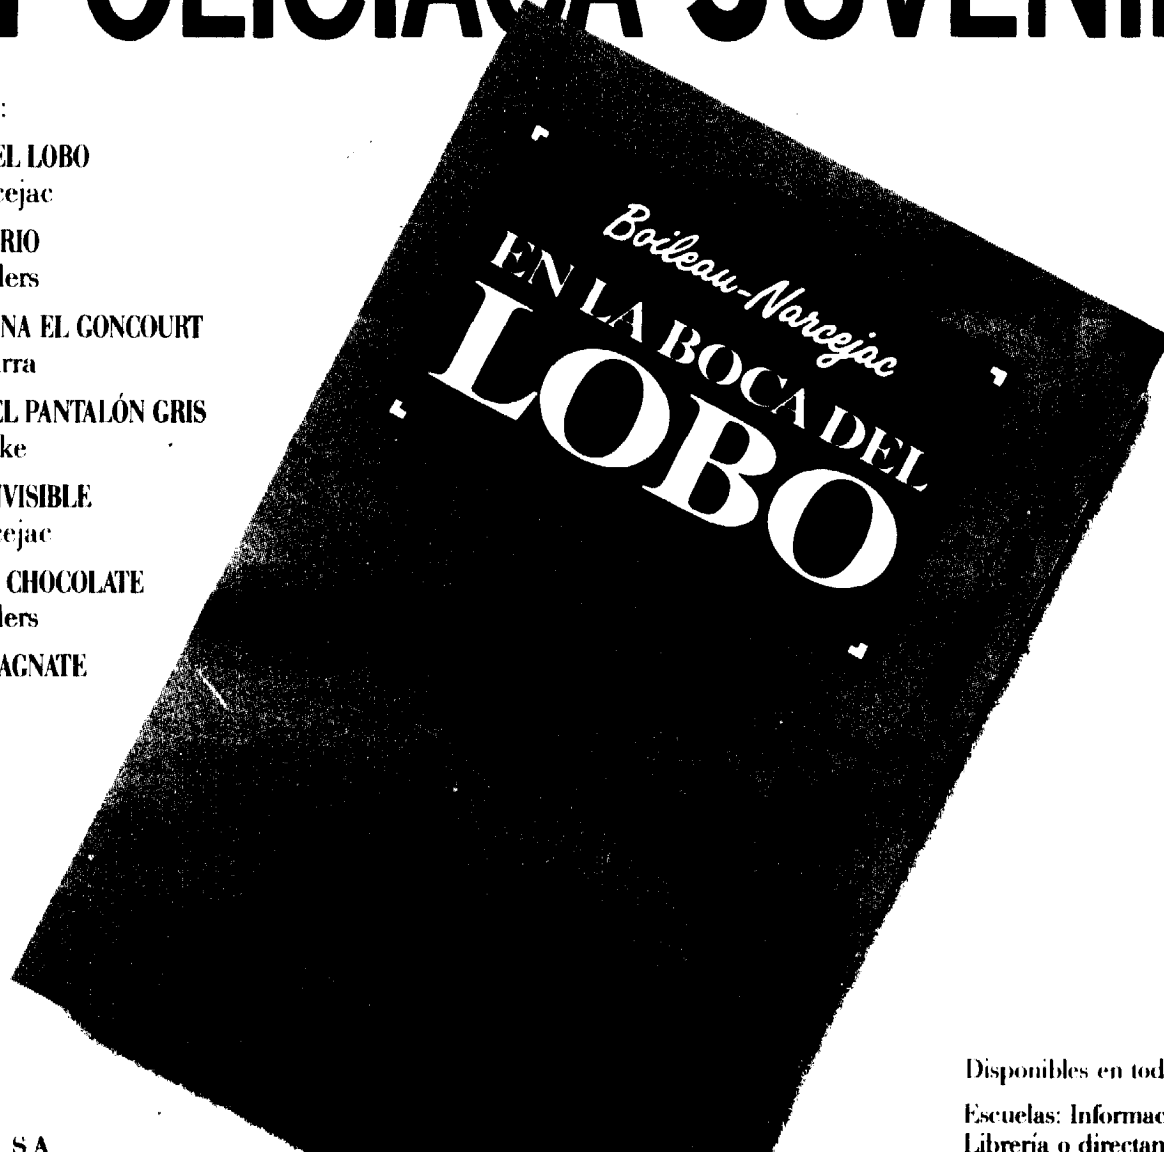 POLICIACA JUVENIL
:
EL LOBO
cejac
RIO
lers
NA EL GONCOURT
rra
EL PANTALÓN GRIS
ke
VISIBLE
cejac
CHOCOLATE
lers
AGNATE
Boileau-Narcejac
EN LA BOCA DEL
LOBO
Disponibles en tod
Escuelas: Informac
Librería o directam
S A